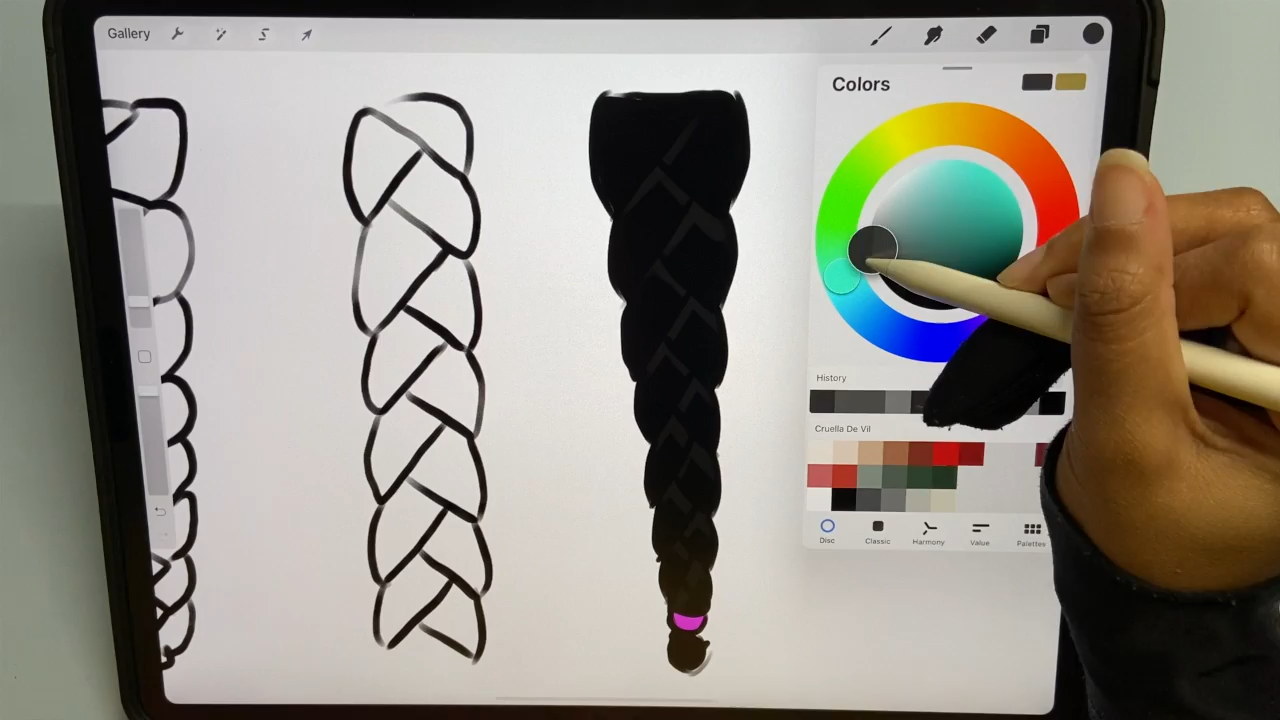 Gallery
Colors
History
Cruella De Vil
Disc
Classic
Harmony
Value
Palettes